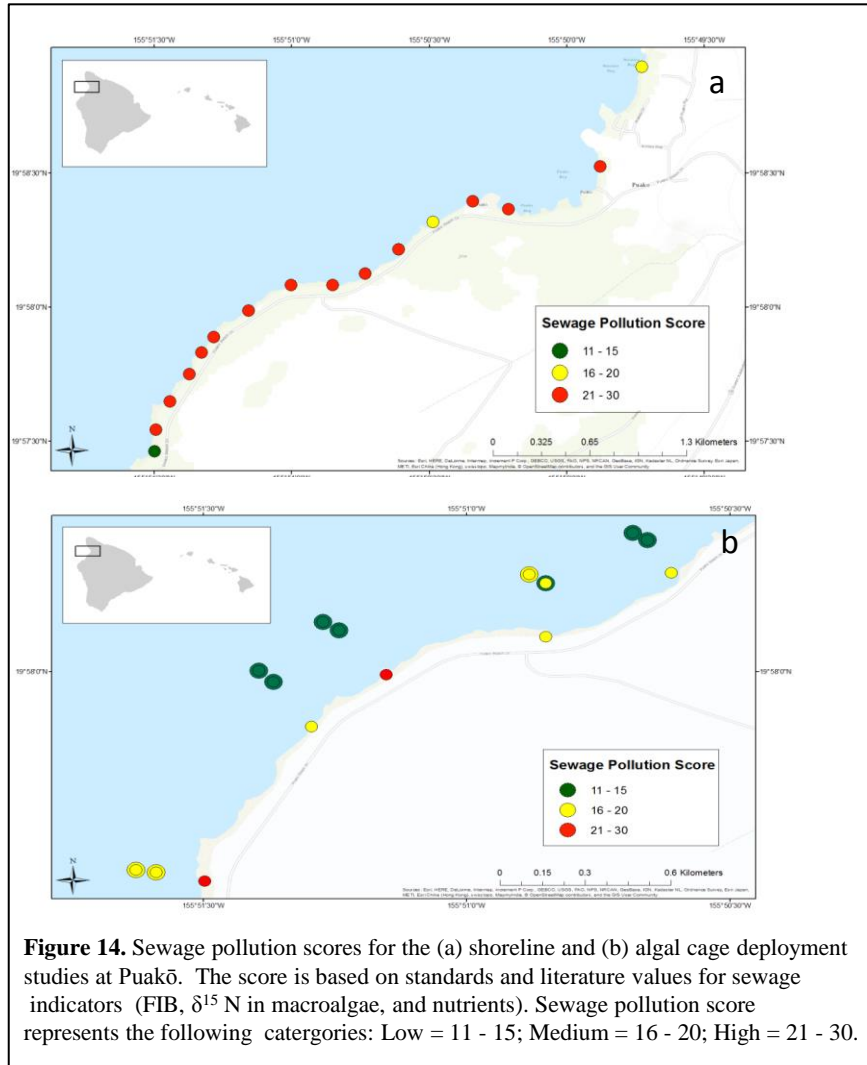 155°51'30"W 155°51'0"W 155°50'30"W 155°50'0"W 155°49'30"W
a
19°58'30"N 19°58'30"N
Puako
19°58'0"N 19°58'0"N
Sewage Pollution Score
11 - 15
16 - 20
21 - 30
N
0 0.325 0.65 1.3 Kilometers
19°57'30"N 19°57'30"N
155°50'30"W 155°49'30"W
155°51'30"W 155°51'0"W 155°50'30"W
b
19°58'0"N 19°58'0"N
Sewage Pollution Score
11 - 15
16 - 20
21 - 30
N
0 0.15 0.3 0.6 Kilometers
155°51'30"W 155°51'0"W 155°50'30"W
Figure 14. Sewage pollution scores for the (a) shoreline and (b) algal cage deployment
studies at Puakō. The score is based on standards and literature values for sewage
indicators (FIB, δ¹⁵ N in macroalgae, and nutrients). Sewage pollution score
represents the following catergories: Low = 11 - 15; Medium = 16 - 20; High = 21 - 30.